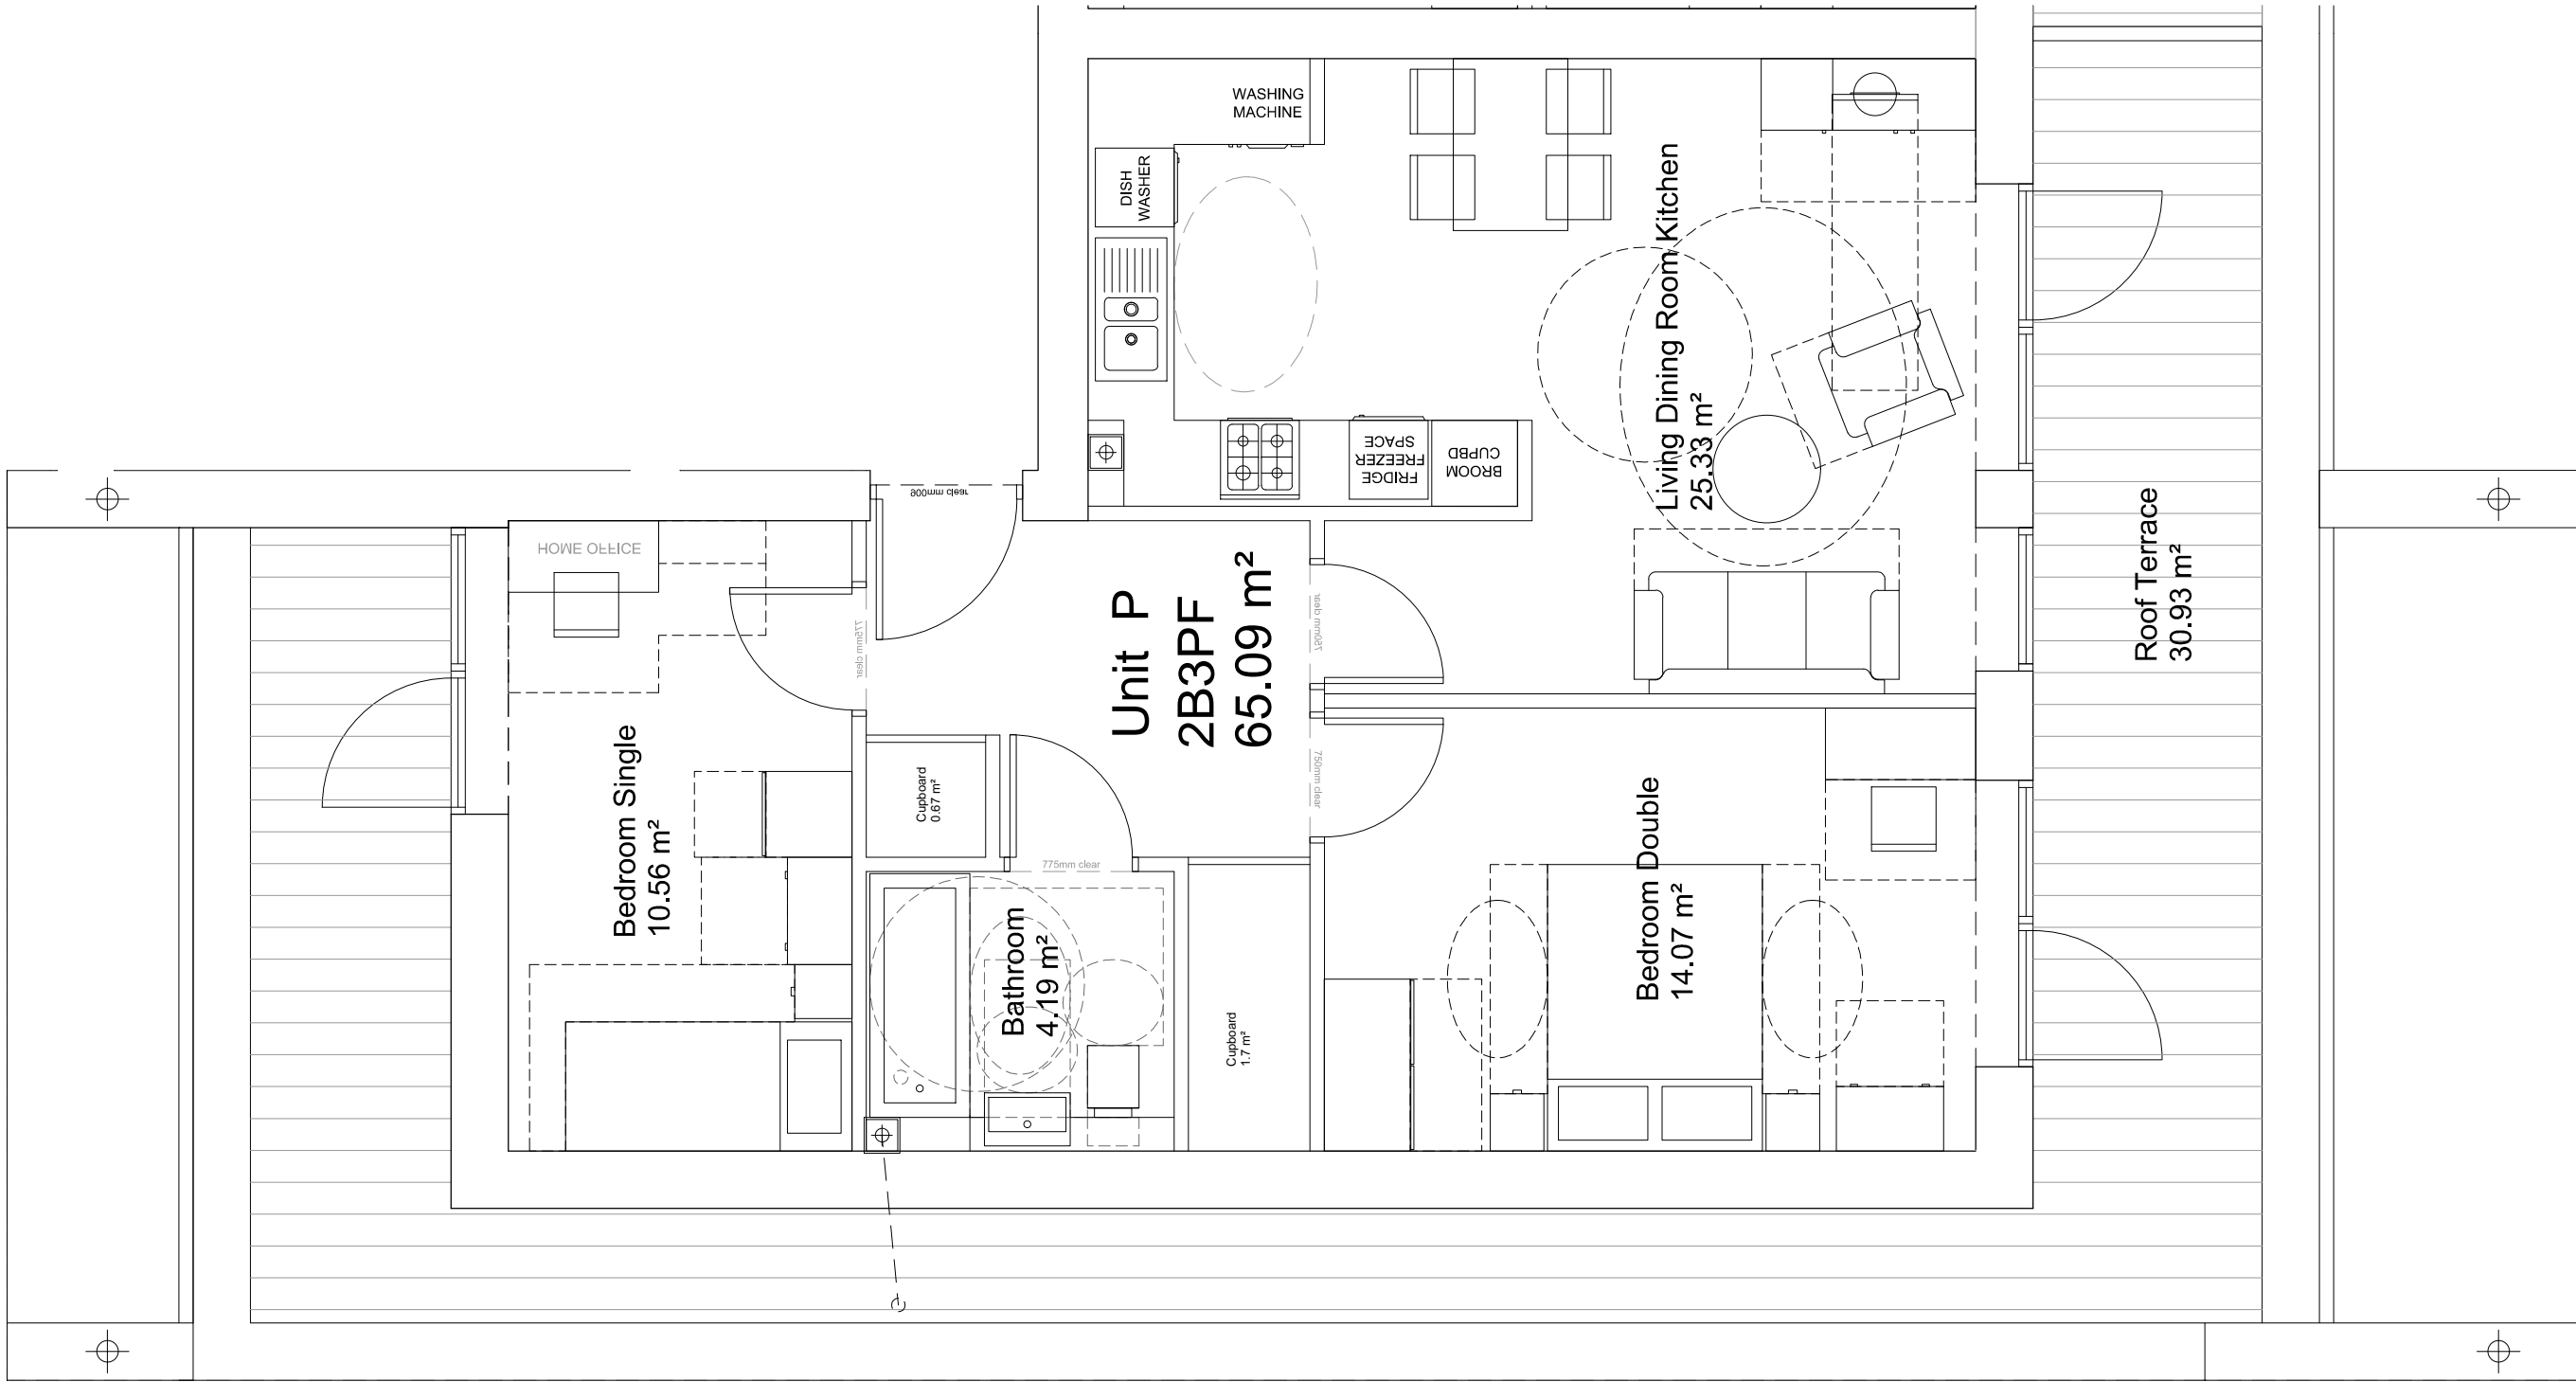 WASHING
MACHINE
DISH
WASHER
FRIDGE
FREEZER
SPACE
BROOM
CUPBD
Living Dining Room Kitchen
25.33 m²
HOME OFFICE
900mm clear
775mm clear
750mm clear
750mm clear
775mm clear
Unit P
2B3PF
65.09 m²
Roof Terrace
30.93 m²
Bedroom Single
10.56 m²
Cupboard
0.67 m²
Bathroom
4.19 m²
Cupboard
1.7 m²
Bedroom Double
14.07 m²